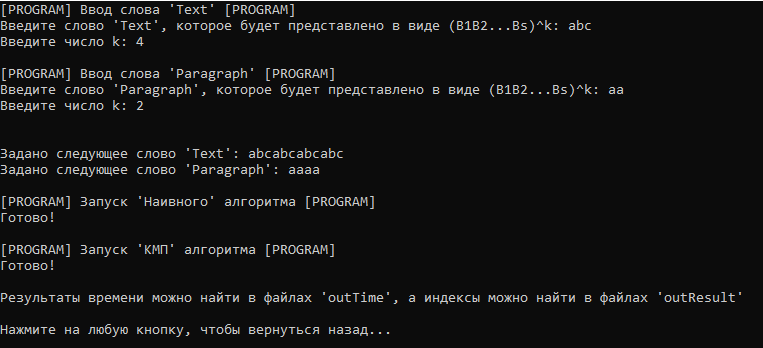 [PROGRAM] Ввод слова 'Text' [PROGRAM]
Введите слово 'Text', которое будет представлено в виде (B1B2...Bs)^k: abc
Введите число k: 4
[PROGRAM] Ввод слова 'Paragraph' [PROGRAM]
Введите слово 'Paragraph', которое будет представлено в виде (B1B2...Bs)^k: aa
Введите число k: 2
Задано следующее слово 'Text': abcabcabcabc
Задано следующее слово 'Paragraph': aaaa
[PROGRAM] Запуск 'Наивного' алгоритма [PROGRAM]
Готово!
[PROGRAM] Запуск 'КМП' алгоритма [PROGRAM]
Готово!
Результаты времени можно найти в файлах 'outTime', а индексы можно найти в файлах 'outResult'
Нажмите на любую кнопку, чтобы вернуться назад...